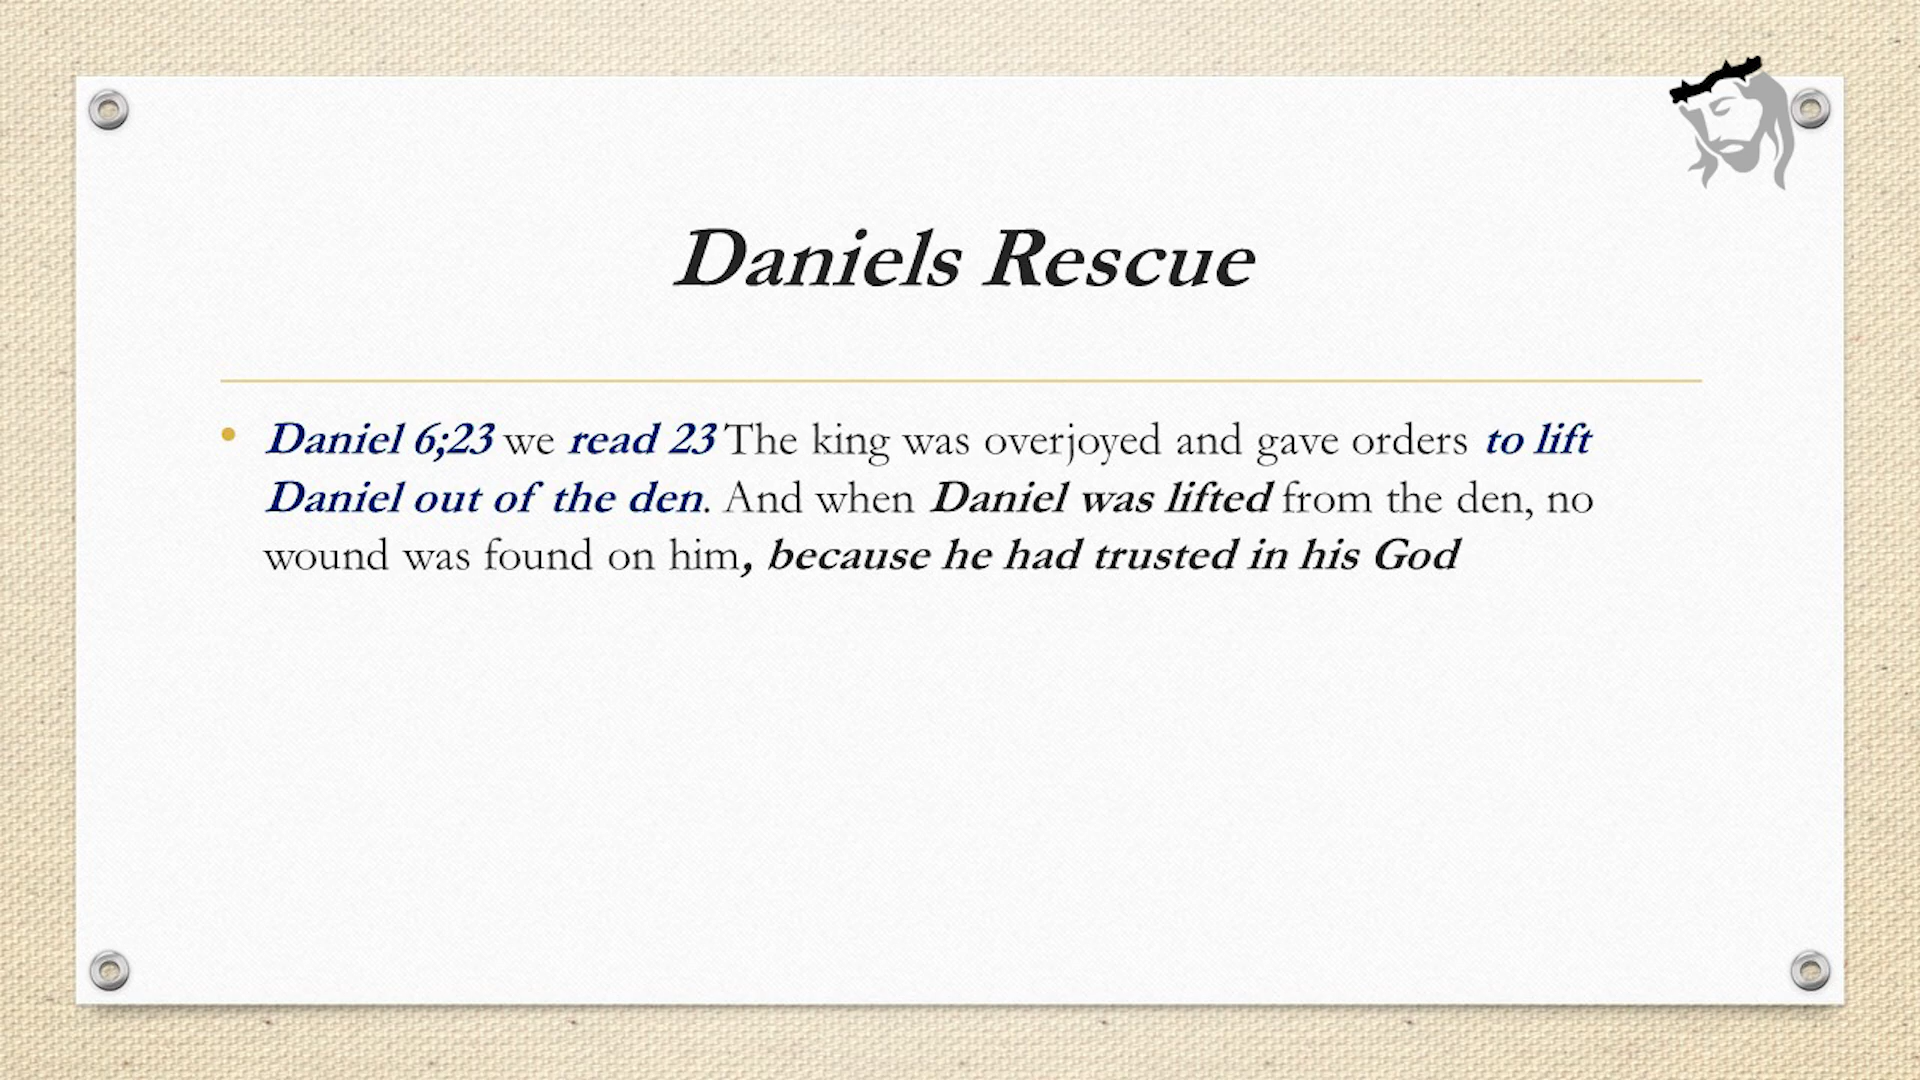 Daniels Rescue
• Daniel 6;23 we read 23 The king was overjoyed and gave orders to lift
Daniel out of the den. And when Daniel was lifted from the den, no
wound was found on him, because he had trusted in his God